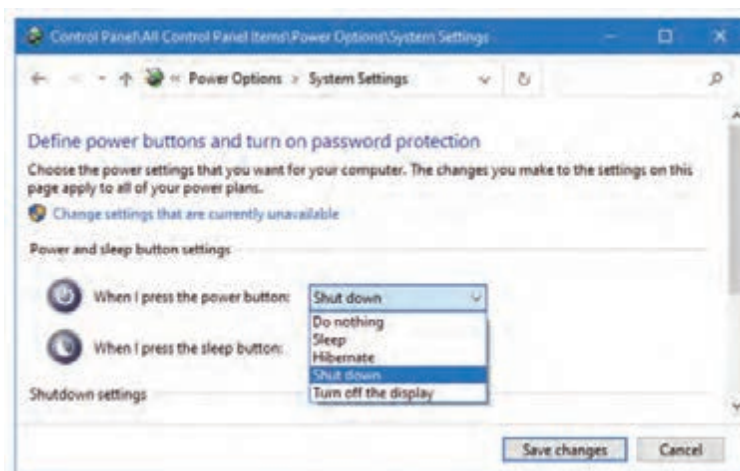 Control Panel\All Control Panel Items\Power Options\System Settings
« Power Options > System Settings
Define power buttons and turn on password protection
Choose the power settings that you want for your computer. The changes you make to the settings on this
page apply to all of your power plans.
Change settings that are currently unavailable
Power and sleep button settings
When I press the power button: Shut down
Do nothing
Sleep
When I press the sleep button:
Hibernate
Shut down
Turn off the display
Shutdown settings
Save changes Cancel